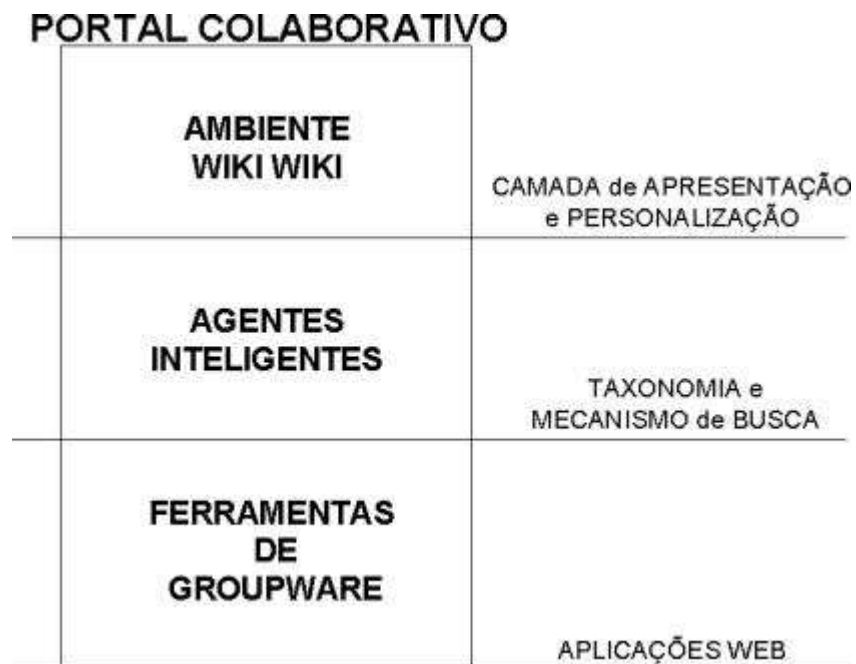 PORTAL COLABORATIVO
AMBIENTE
WIKI WIKI
CAMADA de APRESENTAÇÃO
e PERSONALIZAÇÃO
AGENTES
INTELIGENTES
TAXONOMIA e
MECANISMO de BUSCA
FERRAMENTAS
DE
GROUPWARE
APLICAÇÕES WEB